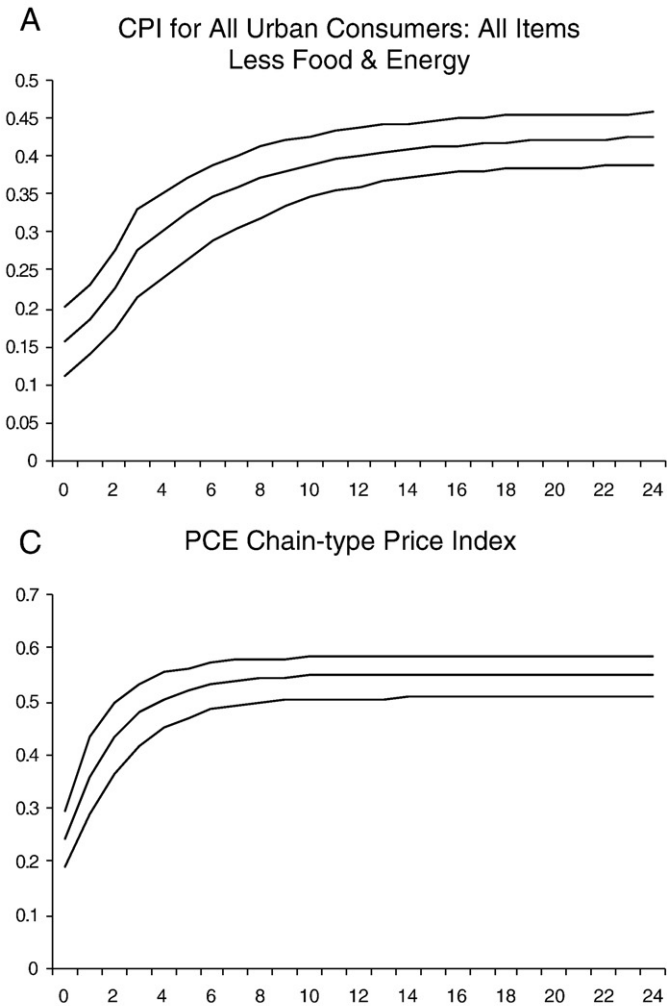 A
CPI for All Urban Consumers: All Items
Less Food & Energy
0.5
0.45
0.4
0.35
0.3
0.25
0.2
0.15
0.1
0.05
0
0 2 4 6 8 10 12 14 16 18 20 22 24
C
PCE Chain-type Price Index
0.7
0.6
0.5
0.4
0.3
0.2
0.1
0
0 2 4 6 8 10 12 14 16 18 20 22 24